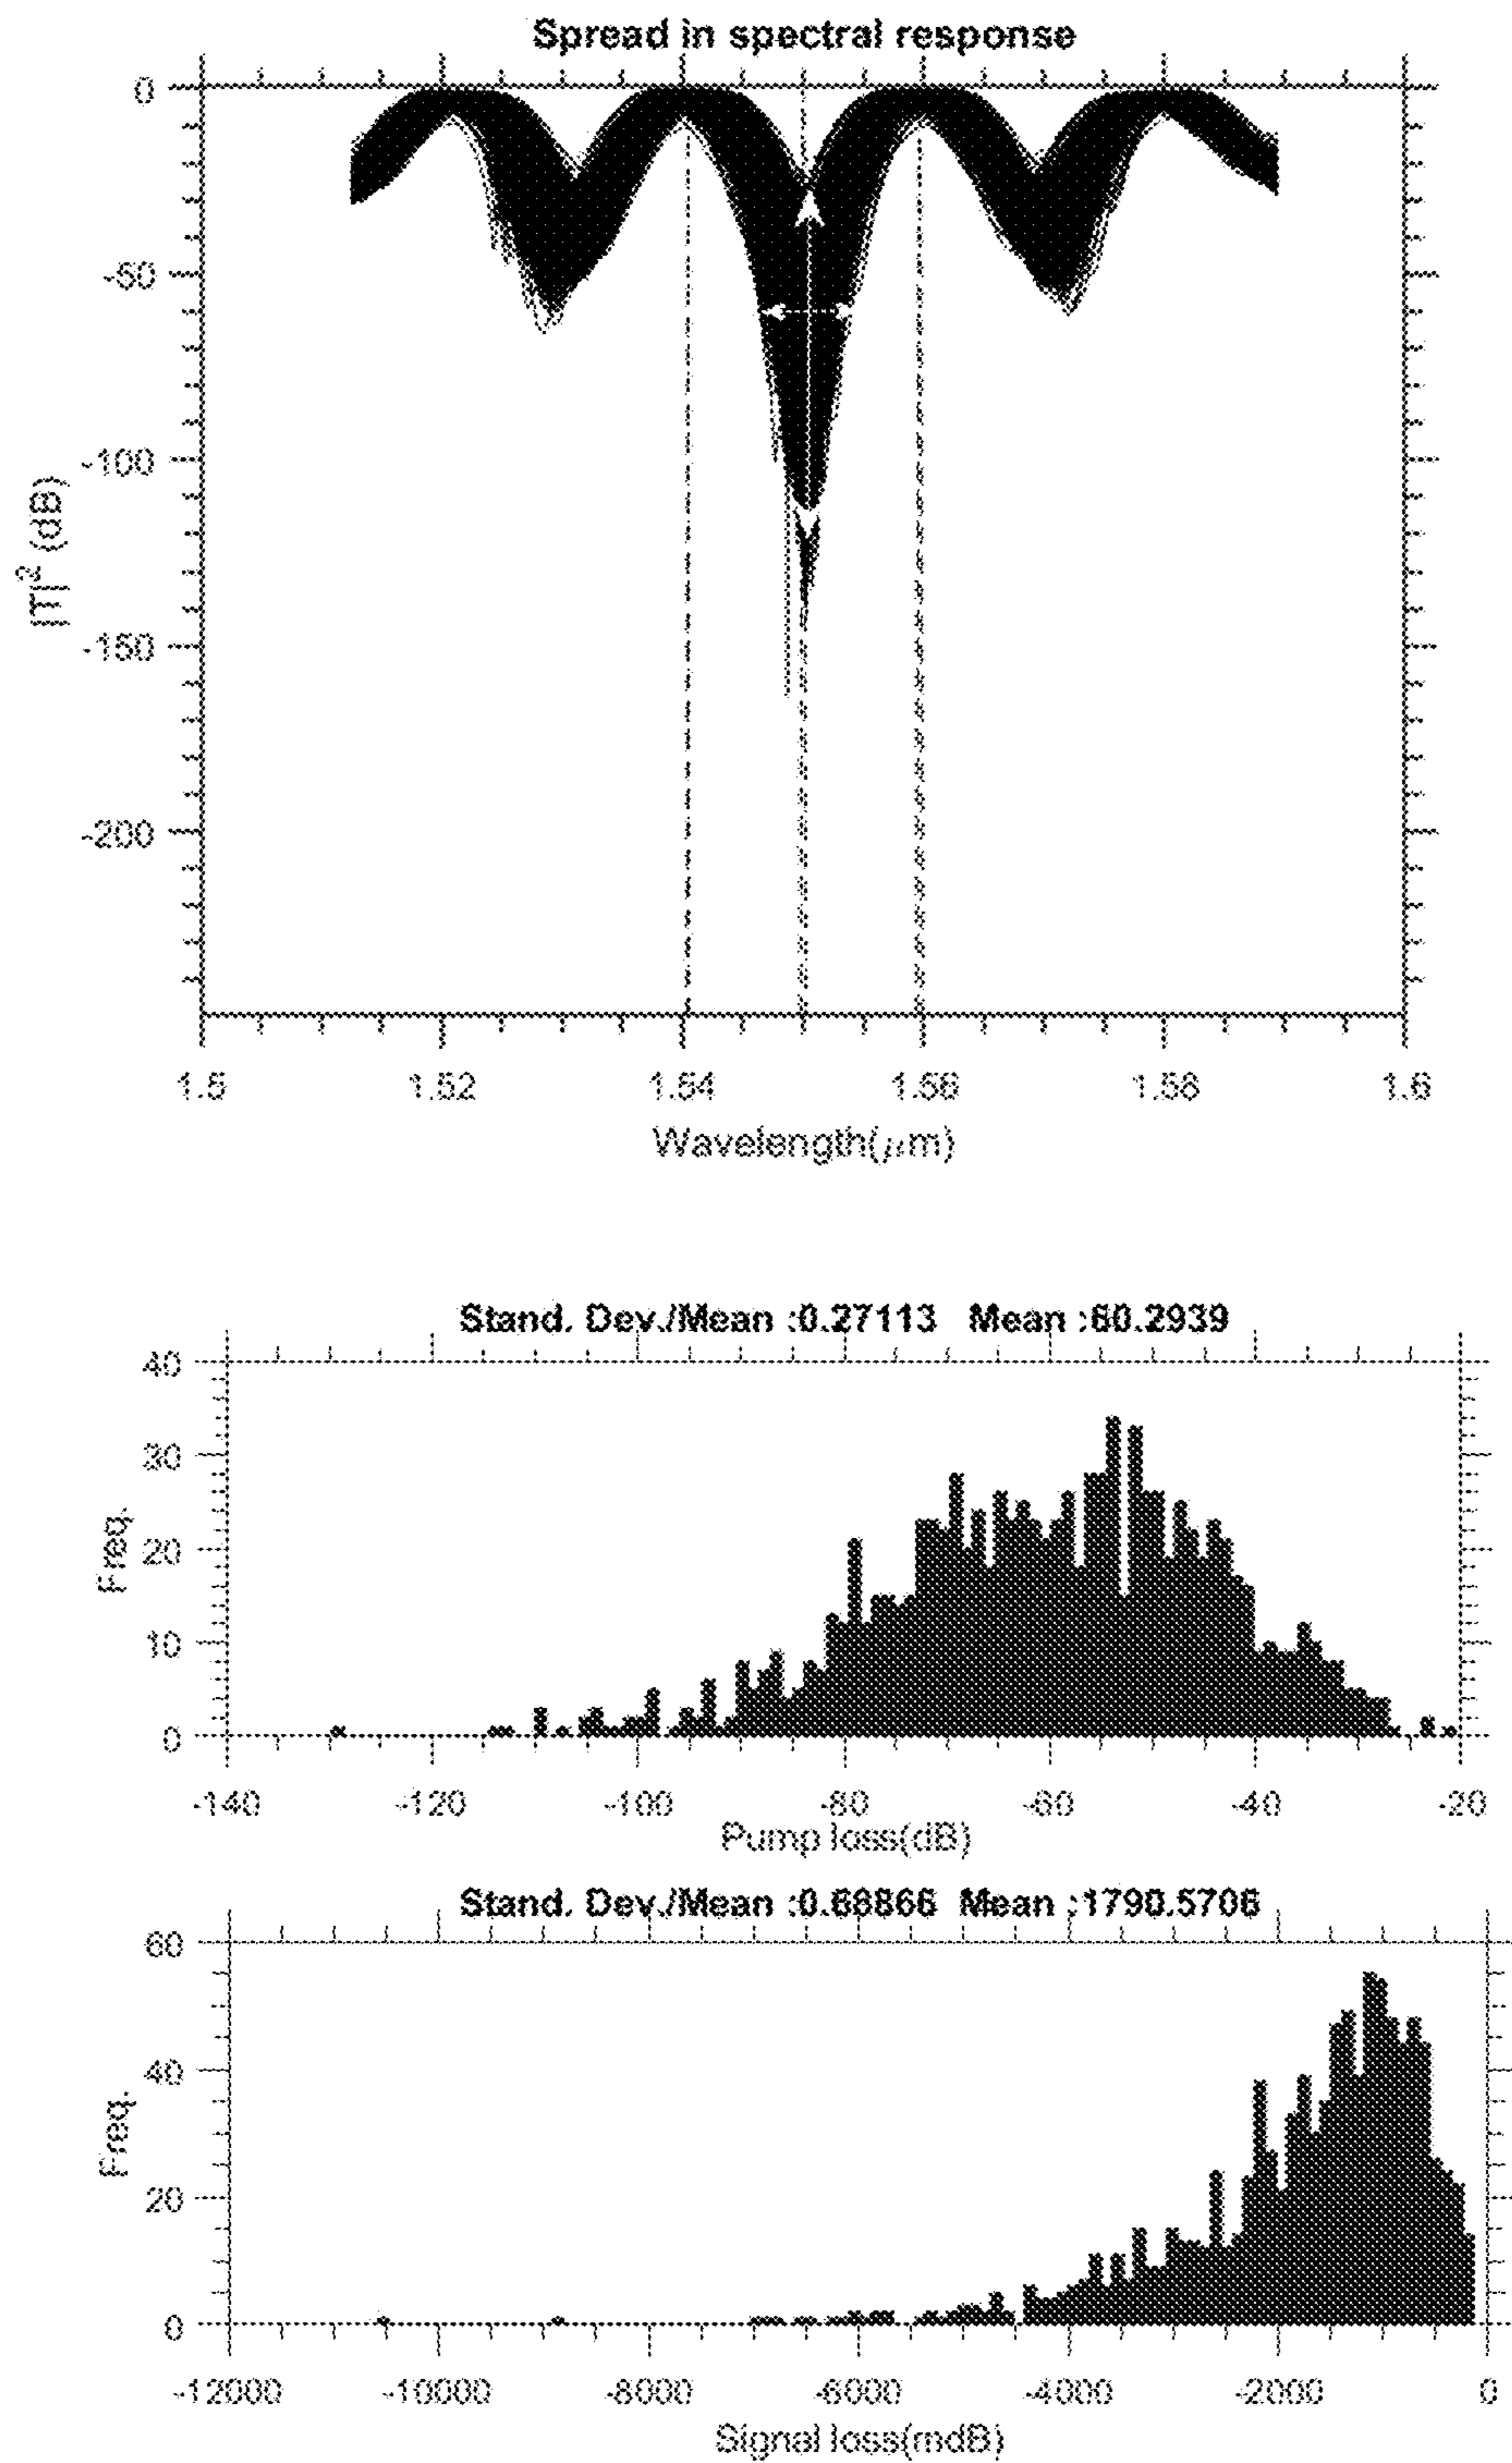 Spread in spectral response
0
-50
-100
-150
-200
|T|² (dB)
1.5 1.52 1.54 1.56 1.58 1.6
Wavelength(μm)
Stand. Dev./Mean :0.27113 Mean :60.2939
40
30
20
10
0
Freq.
-140 -120 -100 -80 -60 -40 -20
Pump loss(dB)
Stand. Dev./Mean :0.68866 Mean :1790.5706
60
40
20
0
Freq.
-12000 -10000 -8000 -6000 -4000 -2000 0
Signal loss(mdB)